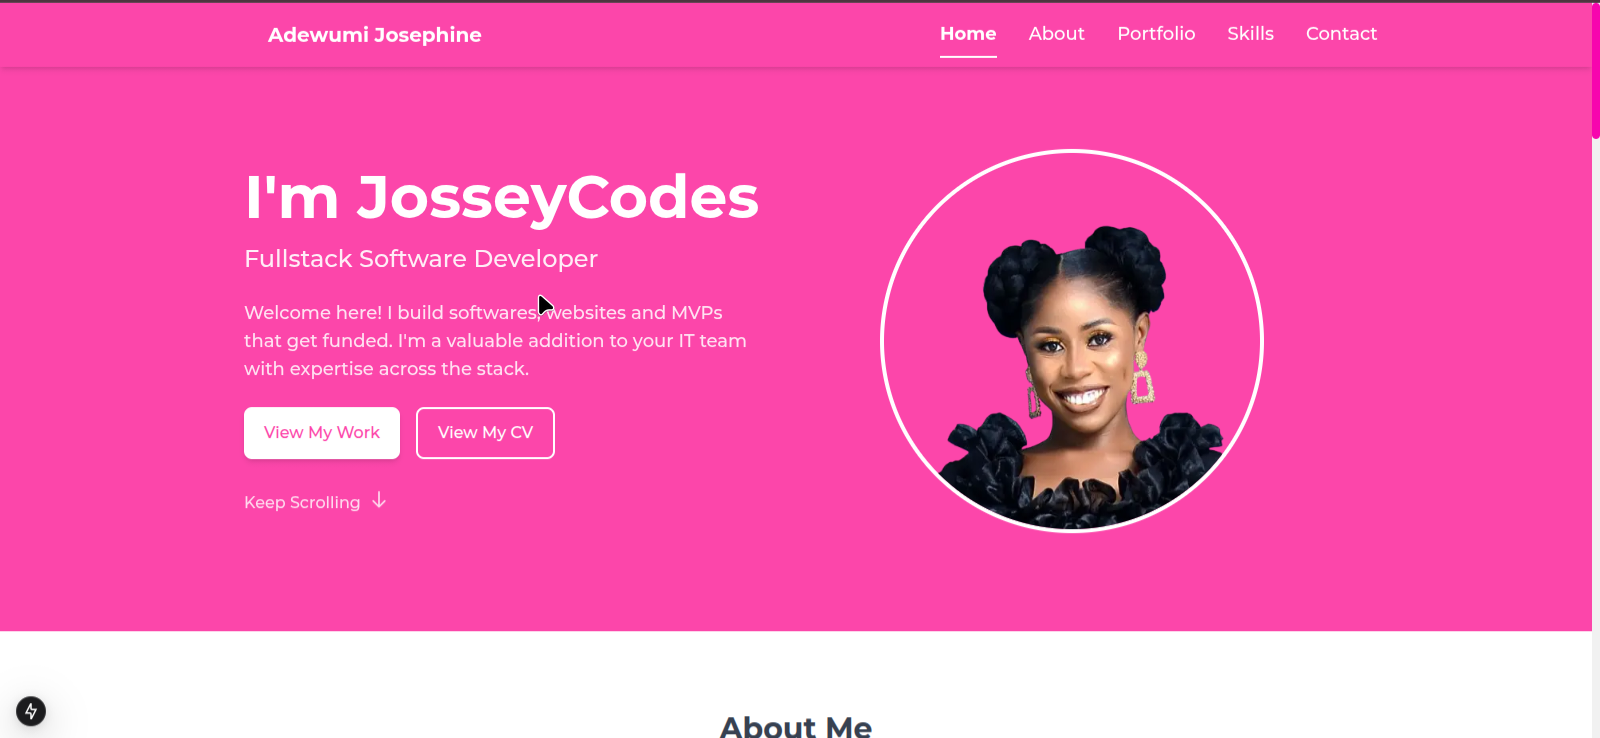 Adewumi Josephine
Home About Portfolio Skills Contact
I'm JosseyCodes
Fullstack Software Developer
Welcome here! I build softwares, websites and MVPs
that get funded. I'm a valuable addition to your IT team
with expertise across the stack.
View My Work View My CV
Keep Scrolling
About Me